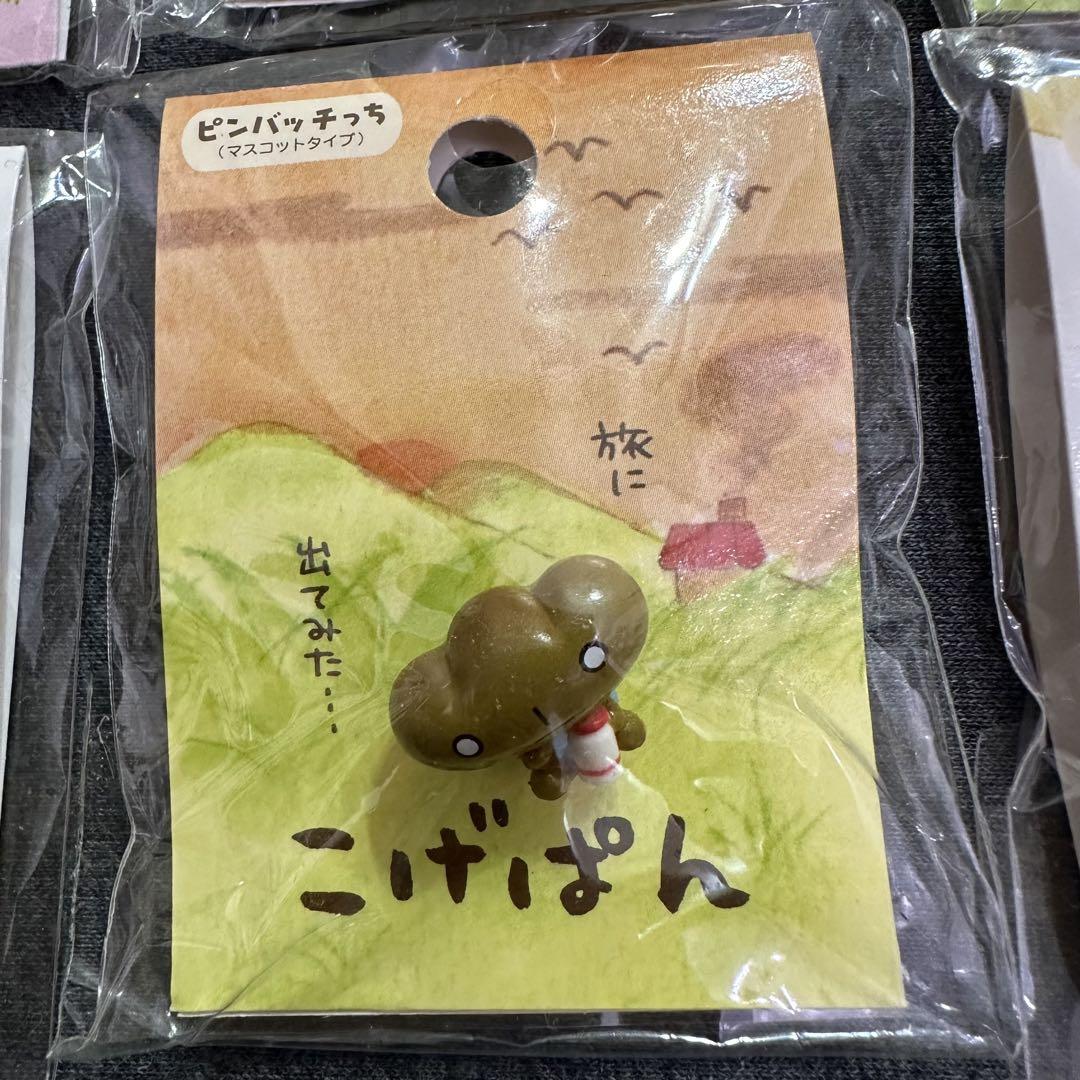 ピンバッチっち
（マスコットタイプ）
旅に
出てみた…
こげぱん